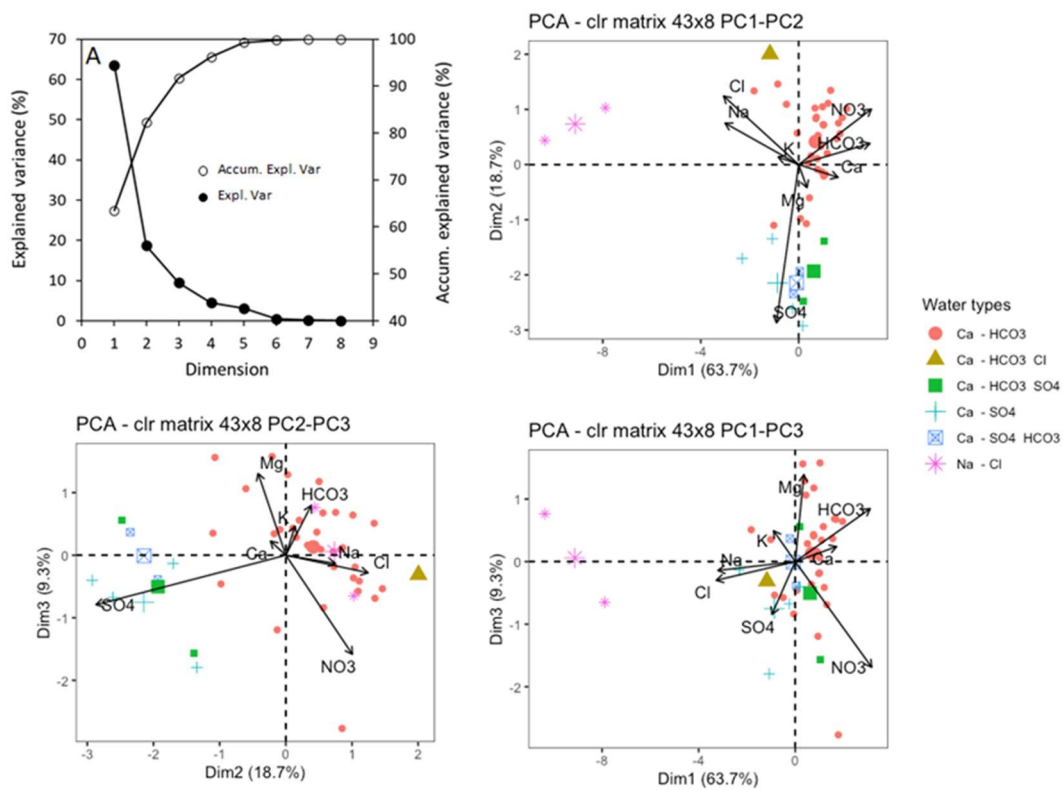 A
Explained variance (%)
70
60
50
40
30
20
10
0
100
90
80
70
60
50
40
Accum. explained variance (%)
Accum. Expl. Var
Expl. Var
0 1 2 3 4 5 6 7 8 9
Dimension
PCA - clr matrix 43x8 PC1-PC2
Dim2 (18.7%)
2
1
0
-1
-2
-3
Cl
Na
K
NO3
HCO3
Ca
Mg
SO4
-8 -4 0
Dim1 (63.7%)
Water types
Ca - HCO3
Ca - HCO3 Cl
Ca - HCO3 SO4
Ca - SO4
Ca - SO4 HCO3
Na - Cl
PCA - clr matrix 43x8 PC2-PC3
Dim3 (9.3%)
1
0
-1
-2
Mg
HCO3
K
Ca
Na
Cl
SO4
NO3
-3 -2 -1 0 1 2
Dim2 (18.7%)
PCA - clr matrix 43x8 PC1-PC3
Dim3 (9.3%)
1
0
-1
-2
Mg
HCO3
K
Na
Ca
Cl
SO4
NO3
-8 -4 0
Dim1 (63.7%)